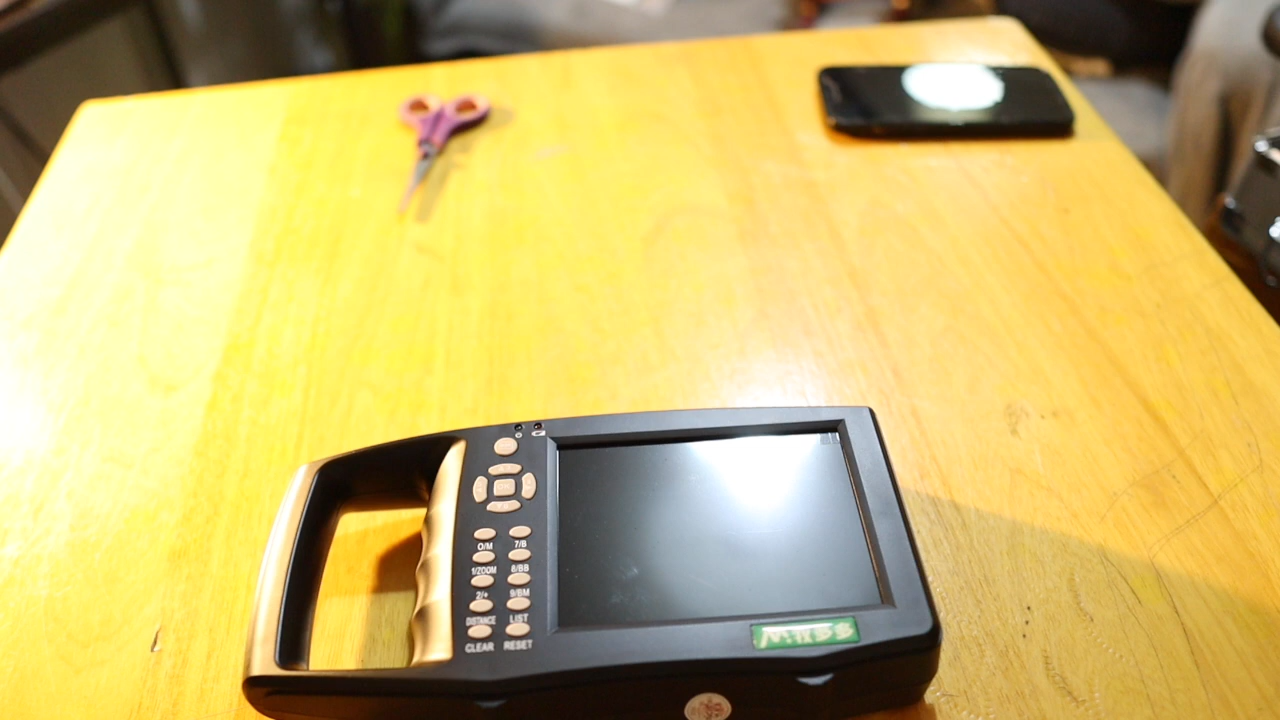 O/M 7/B
1/ZOOM 8/BB
2/+ 9/BM
DISTANCE LIST
CLEAR RESET